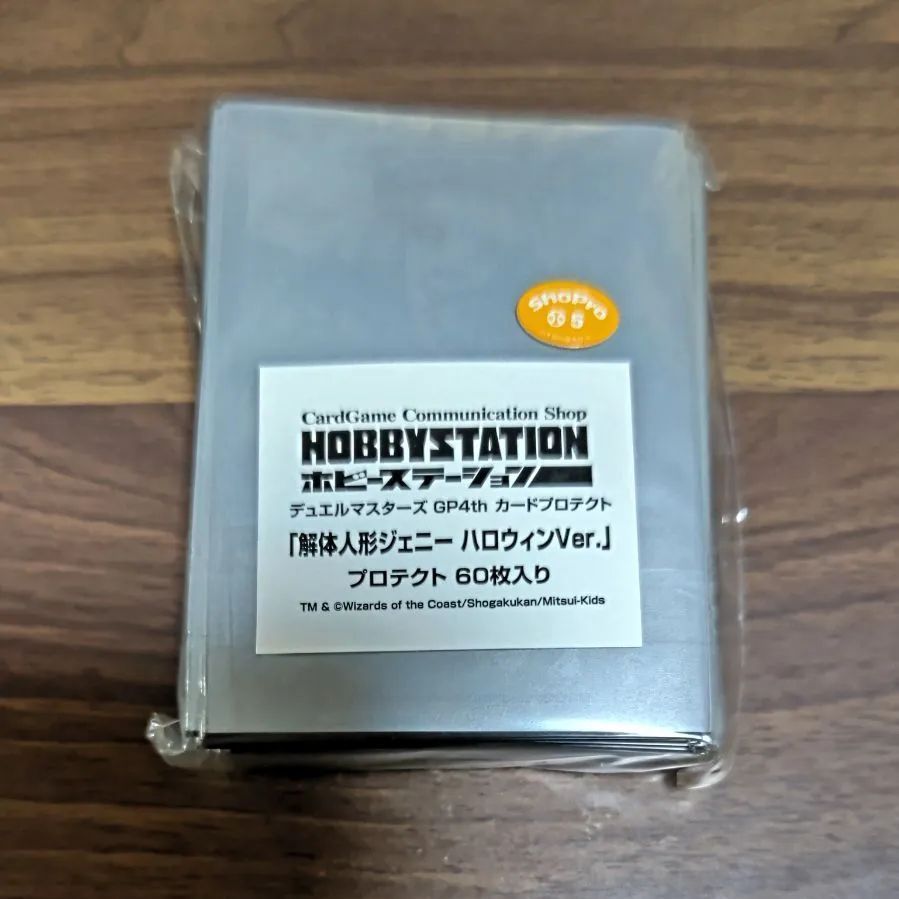 ShoPro
小 5
CardGame Communication Shop
HOBBYSTATION
ホビーステーション
デュエルマスターズ GP4th カードプロテクト
「解体人形ジェニー ハロウィンVer.」
プロテクト 60枚入り
TM & ©Wizards of the Coast/Shogakukan/Mitsui-Kids